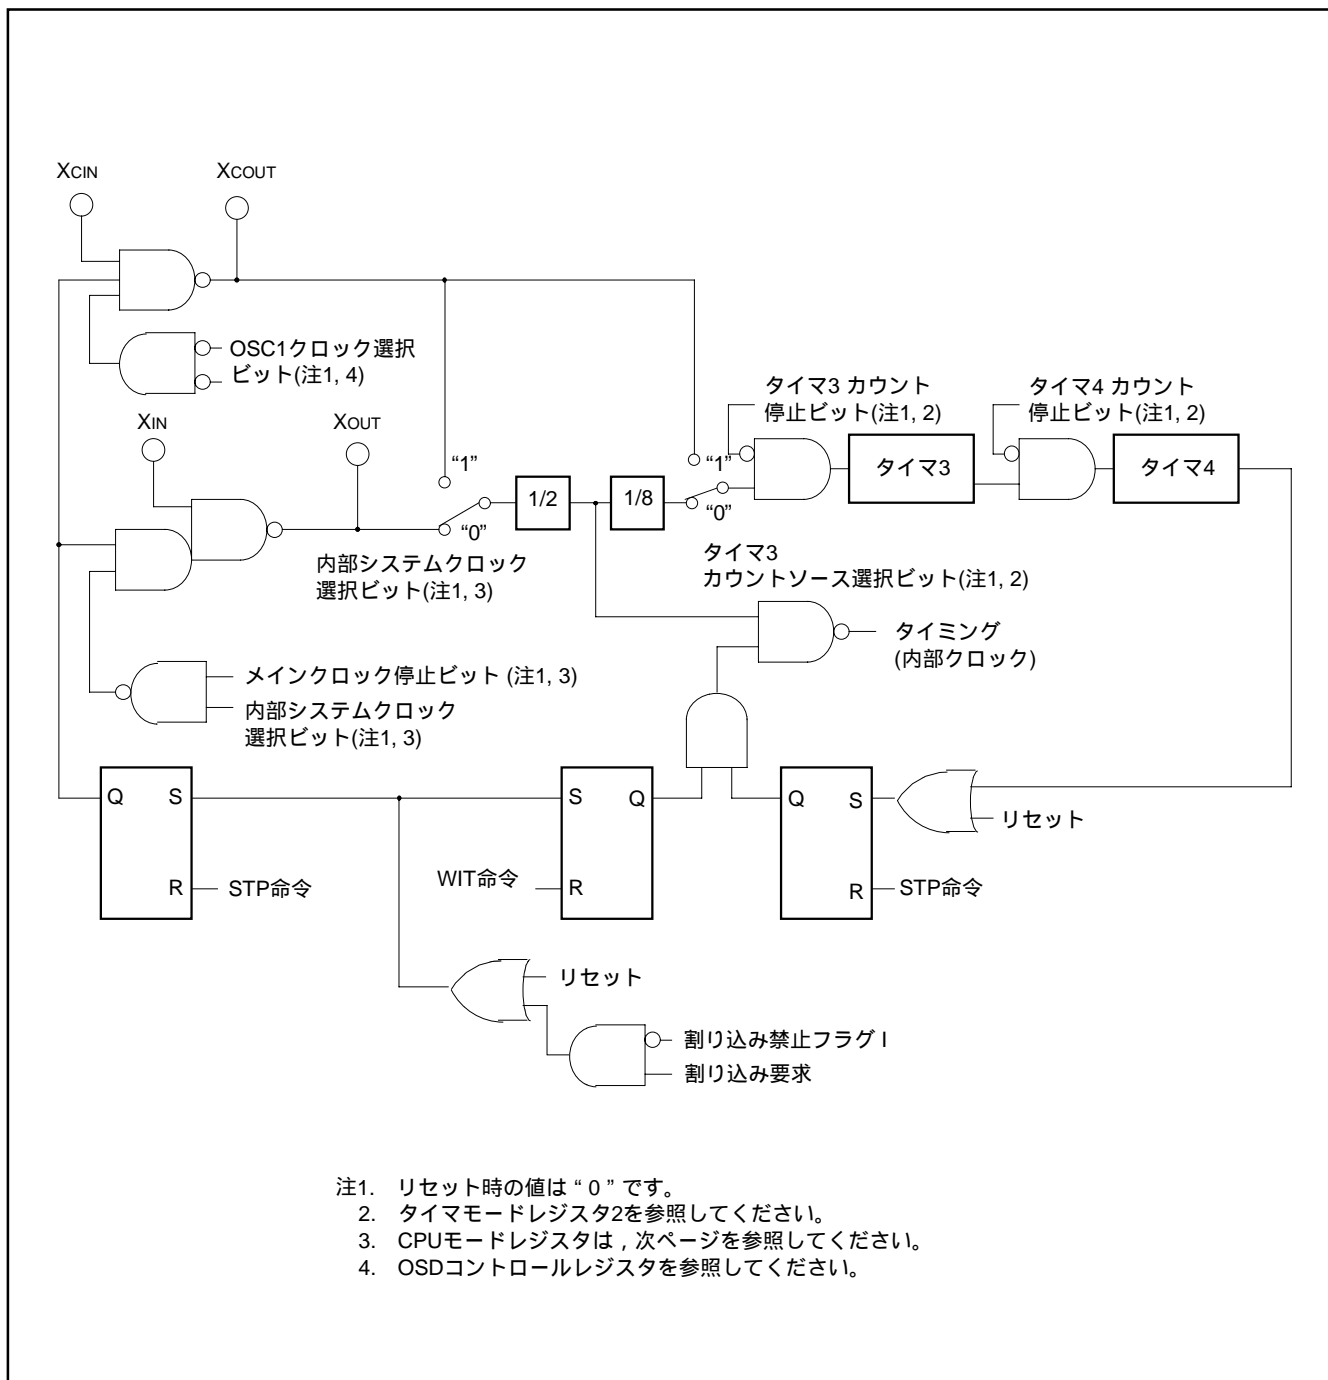 XCIN
XCOUT
OSC1クロック選択
ビット(注1, 4)
XIN
XOUT
“1”
“0”
内部システムクロック
選択ビット(注1, 3)
1/2
1/8
“1”
“0”
タイマ3 カウント
停止ビット(注1, 2)
タイマ3
タイマ4 カウント
停止ビット(注1, 2)
タイマ4
タイマ3
カウントソース選択ビット(注1, 2)
タイミング
(内部クロック)
メインクロック停止ビット (注1, 3)
内部システムクロック
選択ビット(注1, 3)
Q S
R
STP命令
S Q
R
WIT命令
Q S
R
リセット
STP命令
リセット
割り込み禁止フラグ I
割り込み要求
注1. リセット時の値は “ 0 ” です。
2. タイマモードレジスタ2を参照してください。
3. CPUモードレジスタは , 次ページを参照してください。
4. OSDコントロールレジスタを参照してください。